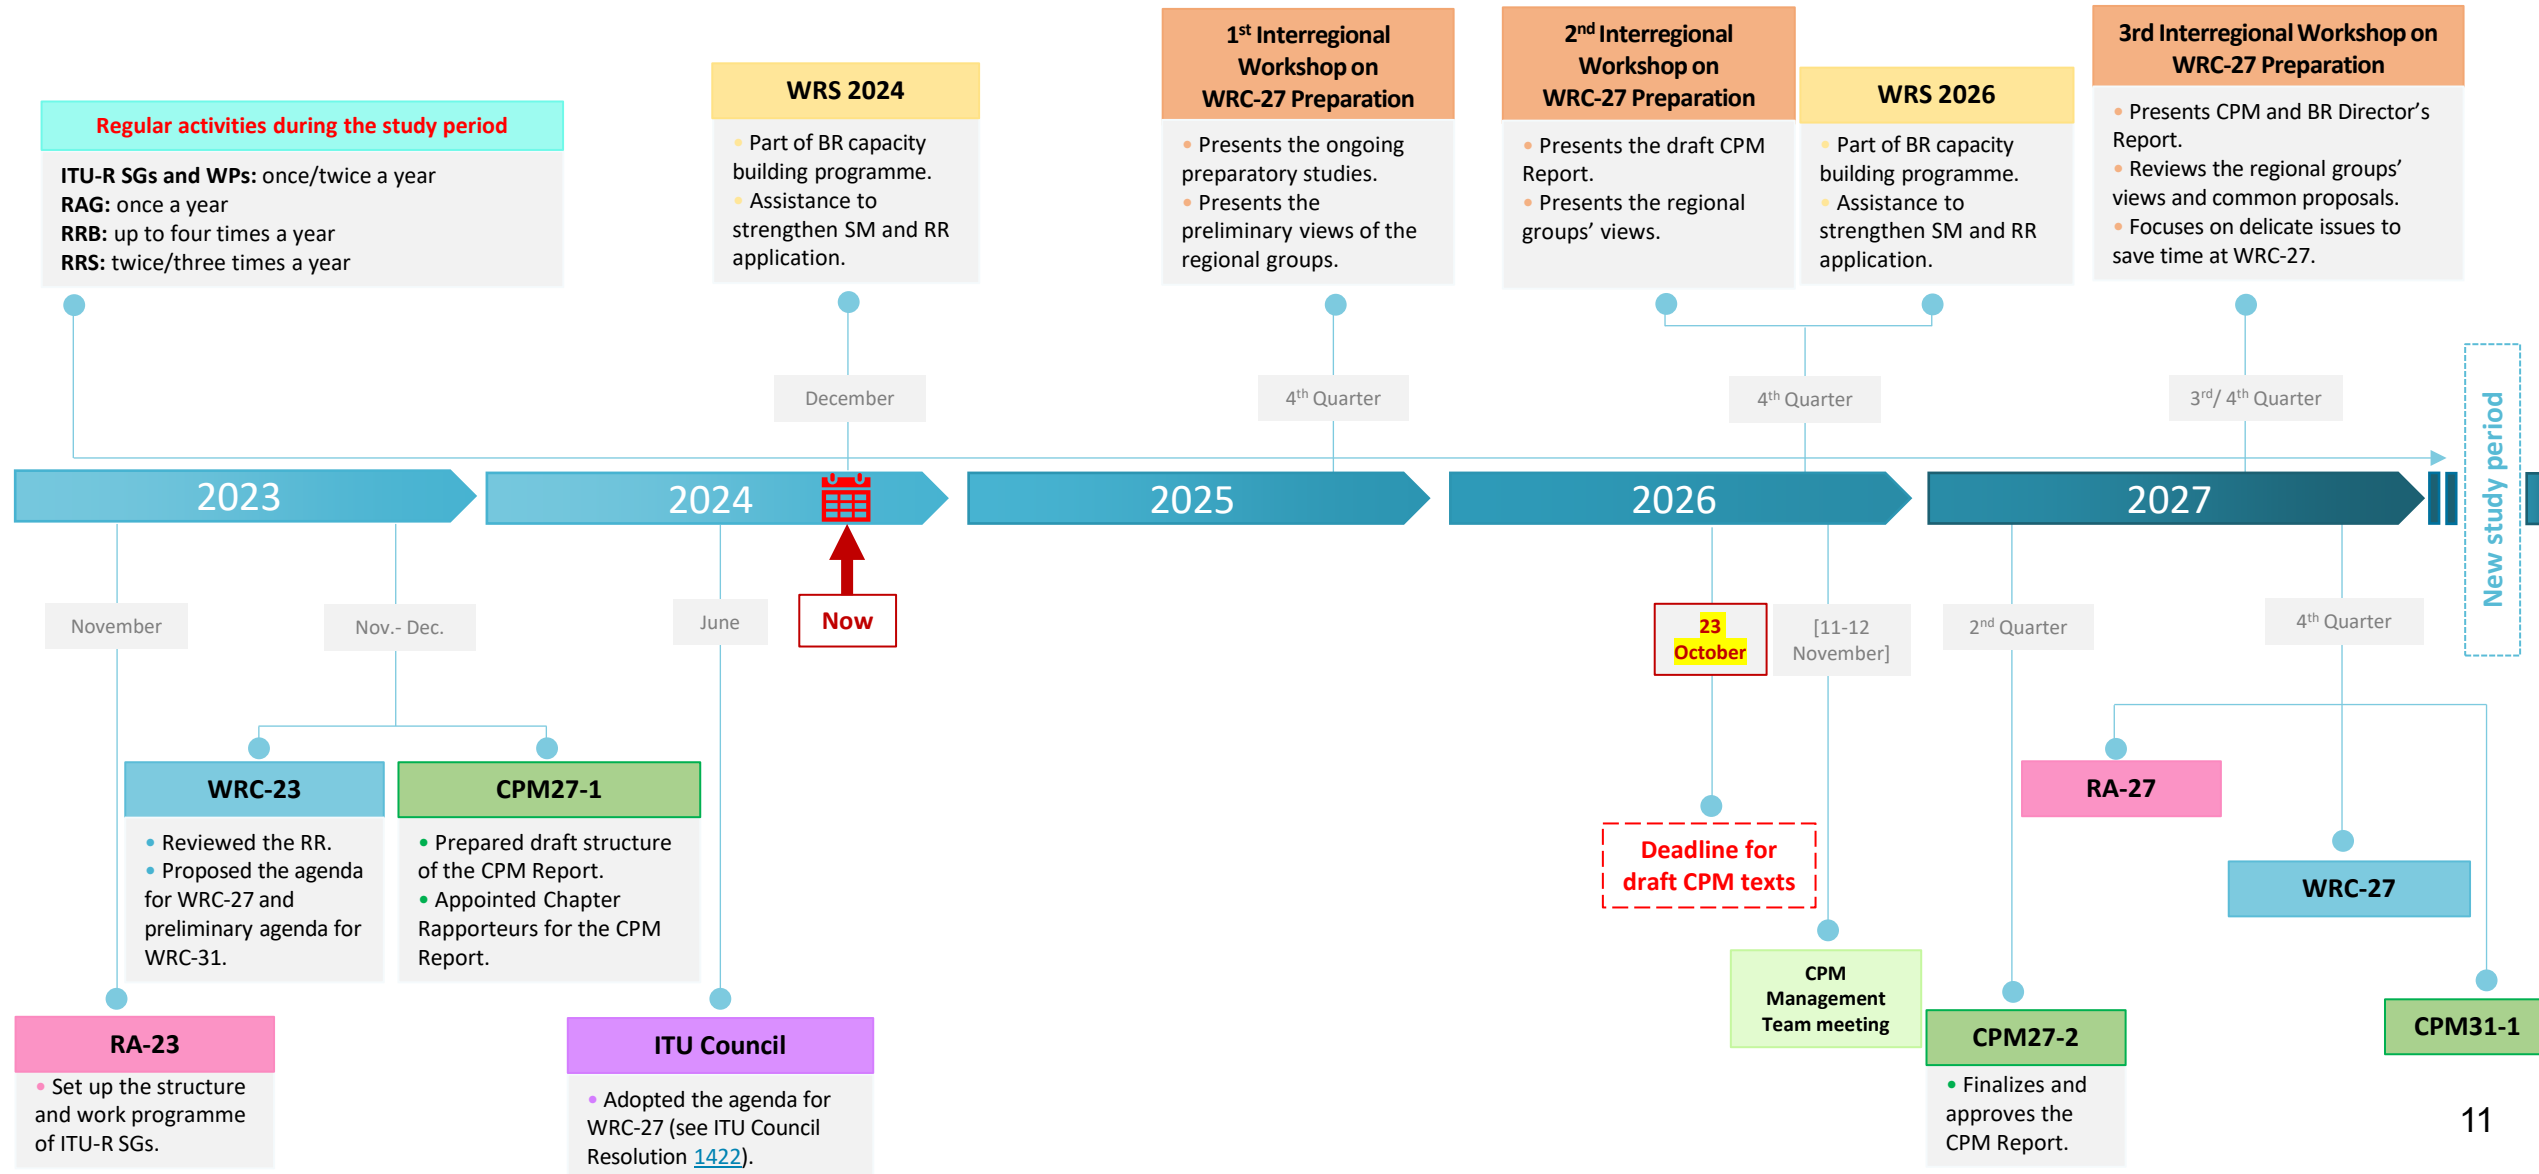 Regular activities during the study period
ITU-R SGs and WPs: once/twice a year
RAG: once a year
RRB: up to four times a year
RRS: twice/three times a year
WRS 2024
• Part of BR capacity
building programme.
• Assistance to
strengthen SM and RR
application.
1st Interregional
Workshop on
WRC-27 Preparation
• Presents the ongoing
preparatory studies.
• Presents the
preliminary views of the
regional groups.
2nd Interregional
Workshop on
WRC-27 Preparation
• Presents the draft CPM
Report.
• Presents the regional
groups’ views.
WRS 2026
• Part of BR capacity
building programme.
• Assistance to
strengthen SM and RR
application.
3rd Interregional Workshop on
WRC-27 Preparation
• Presents CPM and BR Director’s
Report.
• Reviews the regional groups’
views and common proposals.
• Focuses on delicate issues to
save time at WRC-27.
December
4th Quarter
4th Quarter
3rd/ 4th Quarter
2023
2024
2025
2026
2027
New study period
November
Nov.- Dec.
June
Now
23
October
[11-12
November]
2nd Quarter
4th Quarter
WRC-23
• Reviewed the RR.
• Proposed the agenda
for WRC-27 and
preliminary agenda for
WRC-31.
CPM27-1
• Prepared draft structure
of the CPM Report.
• Appointed Chapter
Rapporteurs for the CPM
Report.
RA-27
Deadline for
draft CPM texts
WRC-27
CPM
Management
Team meeting
RA-23
• Set up the structure
and work programme
of ITU-R SGs.
ITU Council
• Adopted the agenda for
WRC-27 (see ITU Council
Resolution 1422).
CPM27-2
• Finalizes and
approves the
CPM Report.
CPM31-1
11